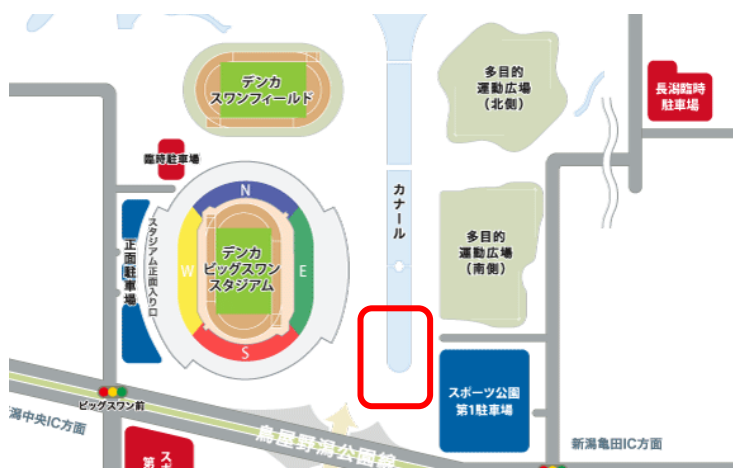 デンカ
スワンフィールド
多目的
運動広場
（北側）
長潟臨時
駐車場
臨時駐車場
カナール
N
W
E
S
デンカ
ビッグスワン
スタジアム
スタジアム正面入り口
正面駐車場
多目的
運動広場
（南側）
スポーツ公園
第1駐車場
ビッグスワン前
潟中央IC方面
鳥屋野潟公園線
新潟亀田IC方面
ス
第